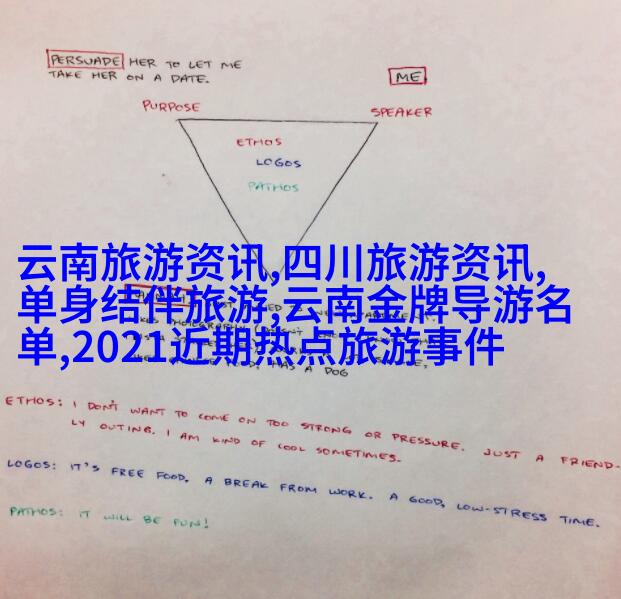 PERSUADE HER TO LET ME
TAKE HER ON A DATE.
ME
PURPOSE
SPEAKER
ETHOS
LOGOS
PATHOS
云南旅游资讯,四川旅游资讯,
单身结伴旅游,云南金牌导游名
单,2021近期热点旅游事件
HAS A DOG
ETHOS: I DON'T WANT TO COME ON TOO STRONG OR PRESSURE. JUST A FRIEND-
LY OUTING. I AM KIND OF COOL SOMETIMES.
LOGOS: IT'S FREE FOOD. A BREAK FROM WORK. A GOOD, LOW-STRESS TIME.
PATHOS: IT WILL BE FUN!